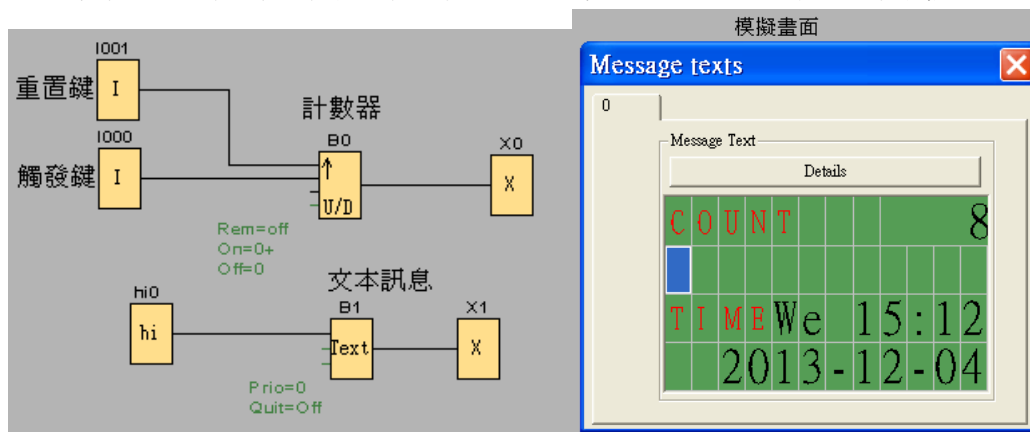 I001
重置鍵
I
計數器
1000
B0
X0
觸發鍵
I
↑
X
U/D
Rem=off
On=0+
Off=0
文本訊息
hi0
B1
X1
hi
Text
X
Prio=0
Quit=Off
模擬畫面
Message texts
0
Message Text
Details
COUNT 8
TIME We 15:12
2013-12-04